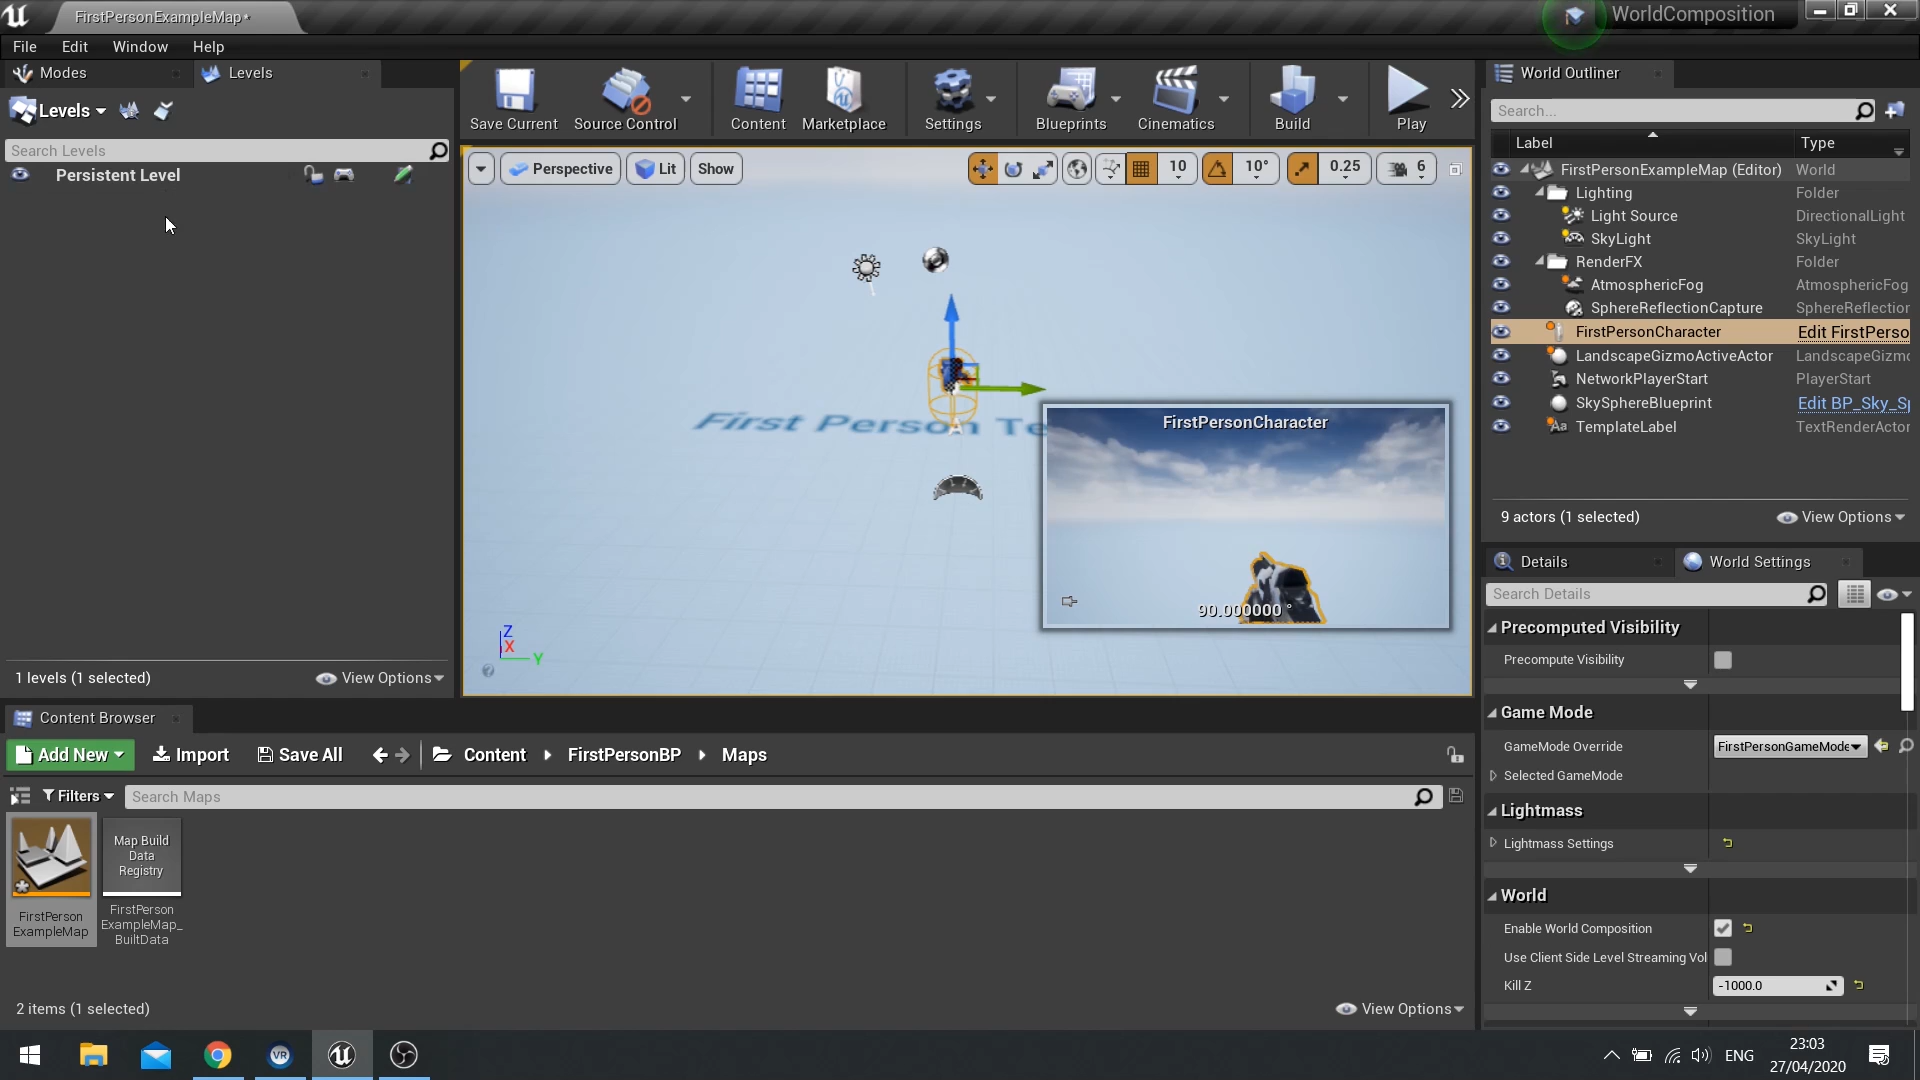 FirstPersonExampleMap*
WorldComposition
File Edit Window Help
Modes
Levels
Levels
Search Levels
Persistent Level
1 levels (1 selected)
View Options
Save Current
Source Control
Content
Marketplace
Settings
Blueprints
Cinematics
Build
Play
Perspective
Lit
Show
10
10°
0.25
6
First Person Te
FirstPersonCharacter
90.000000 °
Z
X
Y
World Outliner
Search...
Label Type
FirstPersonExampleMap (Editor) World
Lighting Folder
Light Source DirectionalLight
SkyLight SkyLight
RenderFX Folder
AtmosphericFog AtmosphericFog
SphereReflectionCapture SphereReflection
FirstPersonCharacter Edit FirstPerso
LandscapeGizmoActiveActor LandscapeGizmo
NetworkPlayerStart PlayerStart
SkySphereBlueprint Edit BP_Sky_Sp
TemplateLabel TextRenderActor
9 actors (1 selected)
View Options
Details
World Settings
Search Details
Precomputed Visibility
Precompute Visibility
Game Mode
GameMode Override FirstPersonGameMode
Selected GameMode
Lightmass
Lightmass Settings
World
Enable World Composition
Use Client Side Level Streaming Vol
Kill Z -1000.0
Content Browser
Add New
Import
Save All
Content
FirstPersonBP
Maps
Filters
Search Maps
FirstPerson
ExampleMap
Map Build
Data
Registry
FirstPerson
ExampleMap_
BuiltData
2 items (1 selected)
View Options
VR
ENG
23:03
27/04/2020